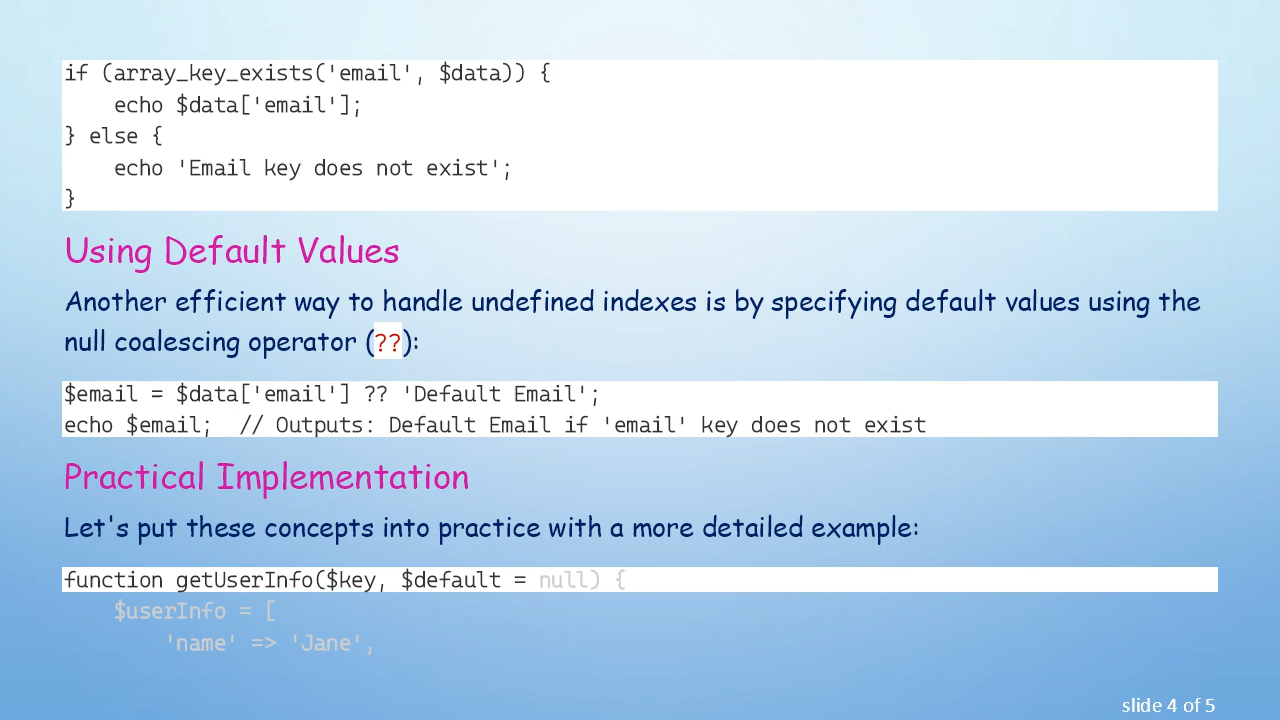 if (array_key_exists('email', $data)) {
    echo $data['email'];
} else {
    echo 'Email key does not exist';
}
Using Default Values
Another efficient way to handle undefined indexes is by specifying default values using the
null coalescing operator (??):
$email = $data['email'] ?? 'Default Email';
echo $email;  // Outputs: Default Email if 'email' key does not exist
Practical Implementation
Let's put these concepts into practice with a more detailed example:
function getUserInfo($key, $default = null) {
    $userInfo = [
        'name' => 'Jane',
slide 4 of 5